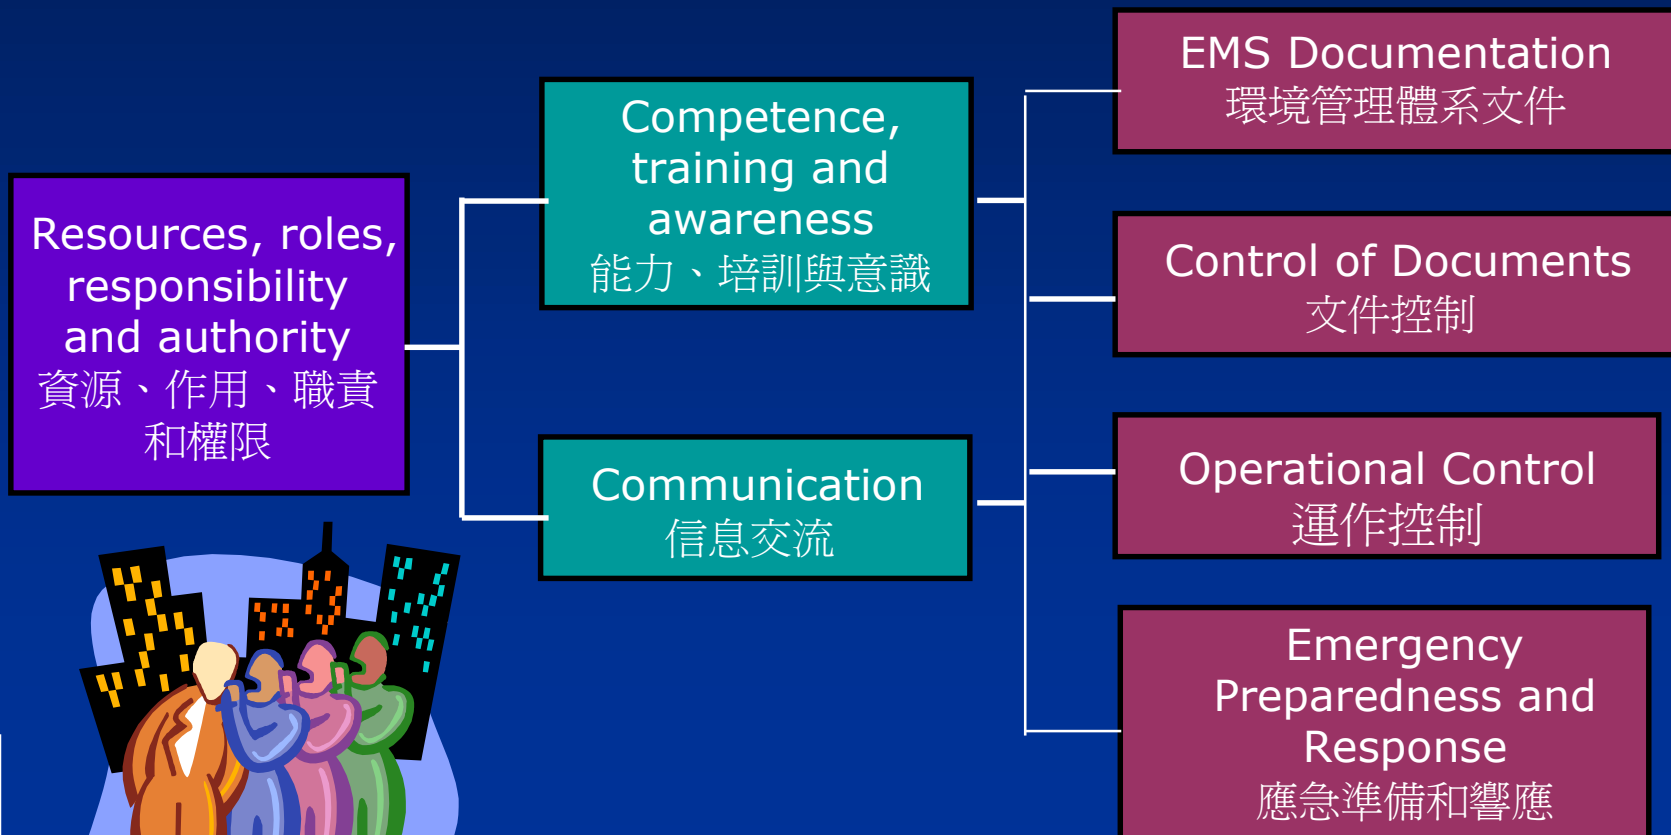 Resources, roles,
responsibility
and authority
資源、作用、職責
和權限
Competence,
training and
awareness
能力、培訓與意識
Communication
信息交流
EMS Documentation
環境管理體系文件
Control of Documents
文件控制
Operational Control
運作控制
Emergency
Preparedness and
Response
應急準備和響應